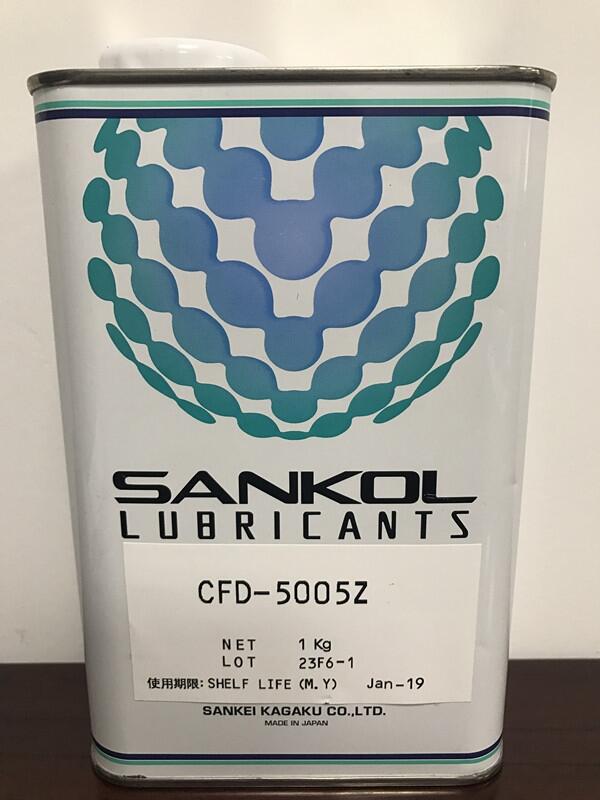 SANKOL
LUBRICANTS
CFD-5005Z
NET 1 Kg
LOT 23F6-1
使用期限: SHELF LIFE (M.Y) Jan-19
SANKEI KAGAKU CO.,LTD.
MADE IN JAPAN